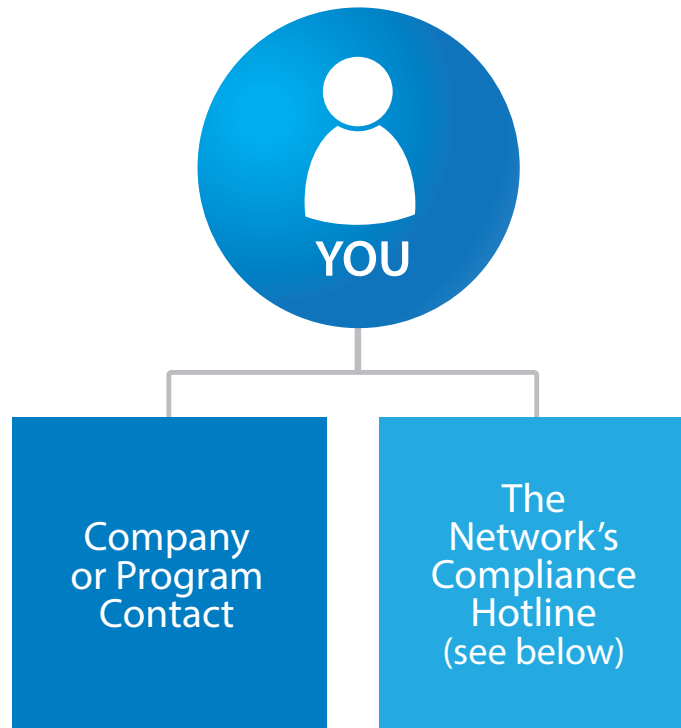 YOU
Company
or Program
Contact
The
Network’s
Compliance
Hotline
(see below)